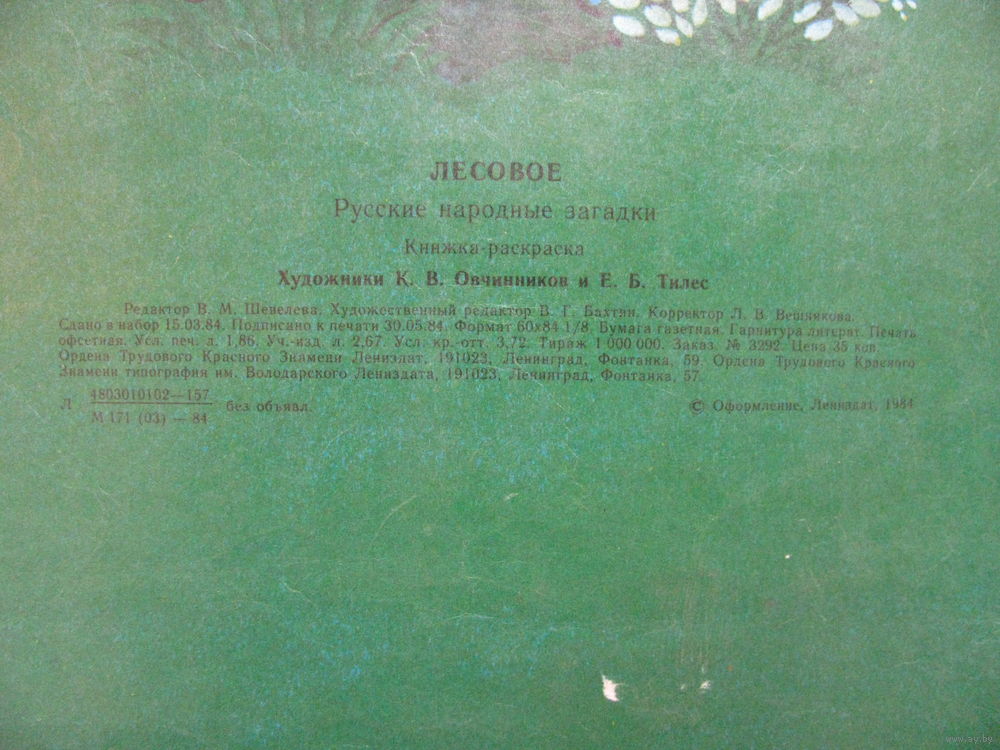 ЛЕСОВОЕ
Русские народные загадки
Книжка-раскраска
Художники К. В. Овчинников и Е. Б. Тилес
Редактор В. М. Шевелева. Художественный редактор В. Г. Бахтин. Корректор Л. В. Вешнякова.
Сдано в набор 15.03.84. Подписано к печати 30.05.84. Формат 60х84 1/8. Бумага газетная. Гарнитура литерат. Печать
офсетная. Усл. печ. л. 1,86. Уч.-изд. л. 2,67. Усл. кр.-отт. 3,72. Тираж 1 000 000. Заказ. № 3292. Цена 35 коп.
Ордена Трудового Красного Знамени Лениздат, 191023, Ленинград, Фонтанка, 59. Ордена Трудового Красного
Знамени типография им. Володарского Лениздата, 191023, Ленинград, Фонтанка, 57.
Л 4803010102—157 без объявл.
М 171 (03) — 84
© Оформление, Лениздат, 1984
www.ay.by